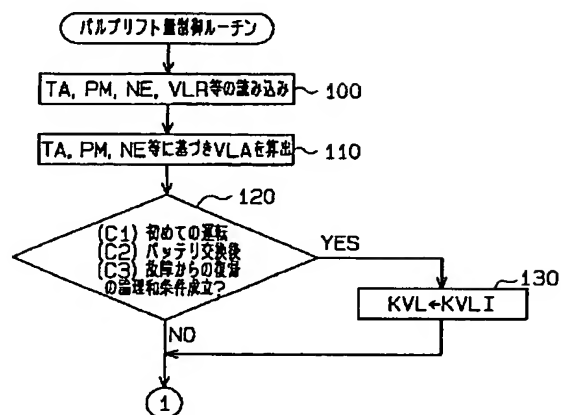 バルブリフト量制御ルーチン
TA, PM, NE, VLR等の読み込み
100
TA, PM, NE等に基づきVLAを算出
110
120
(C1) 初めての運転
(C2) バッテリ交換後
(C3) 故障からの復帰
の論理和条件成立?
YES
130
KVL←KVLI
NO
1